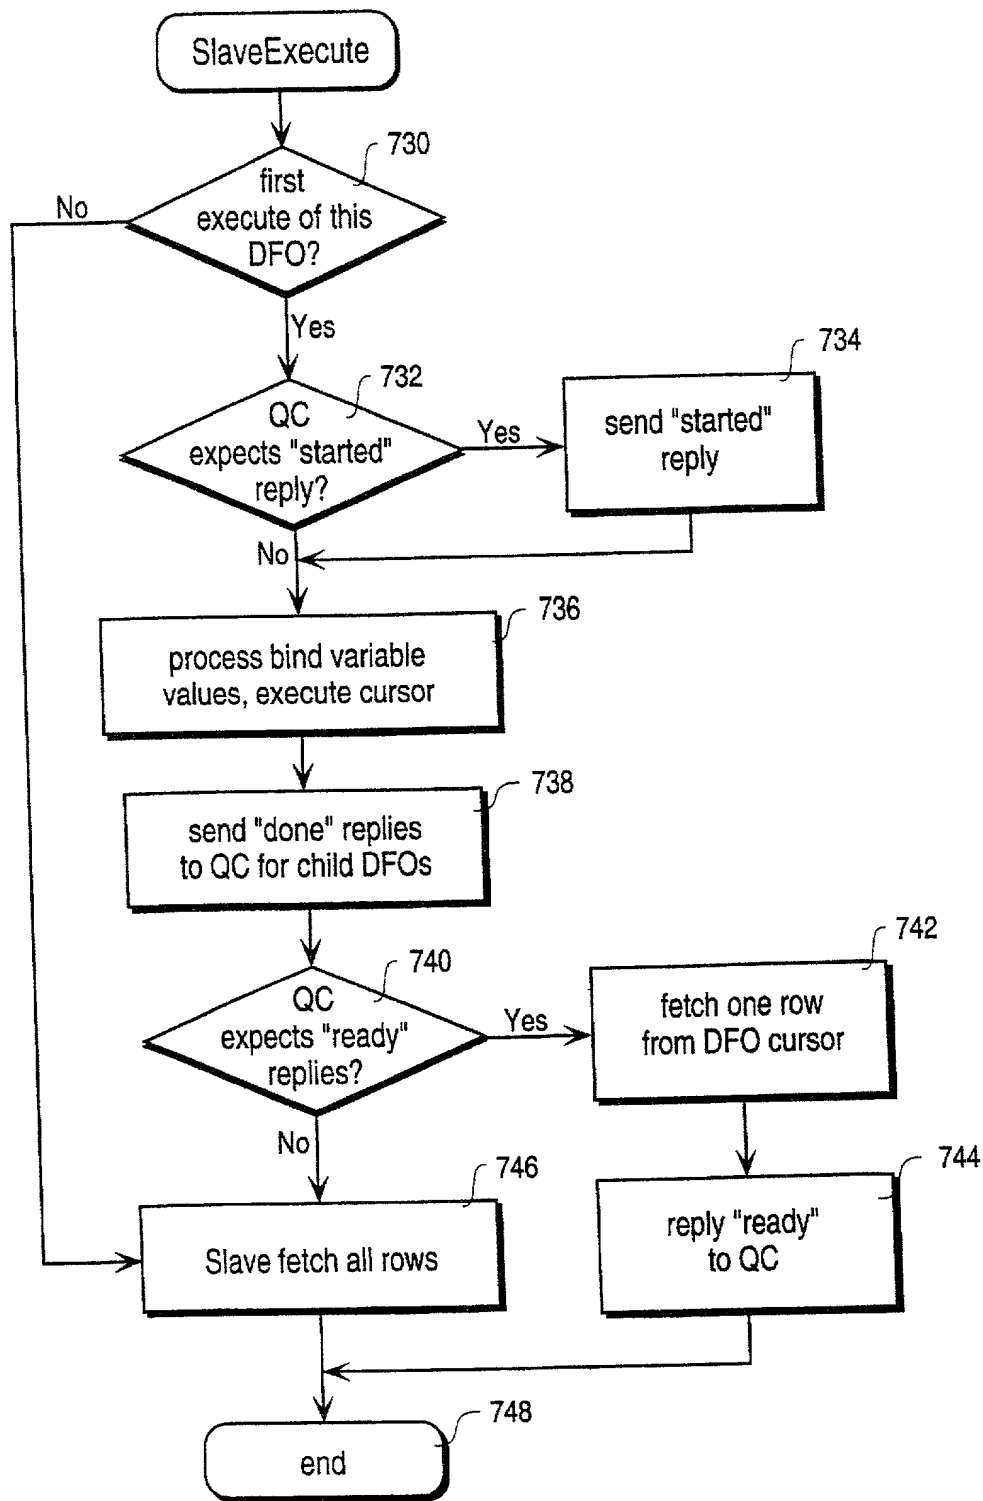 SlaveExecute
730
first
execute of this
DFO?
No
Yes
732
QC
expects "started"
reply?
Yes
734
send "started"
reply
No
736
process bind variable
values, execute cursor
738
send "done" replies
to QC for child DFOs
740
QC
expects "ready"
replies?
Yes
742
fetch one row
from DFO cursor
No
744
reply "ready"
to QC
746
Slave fetch all rows
748
end